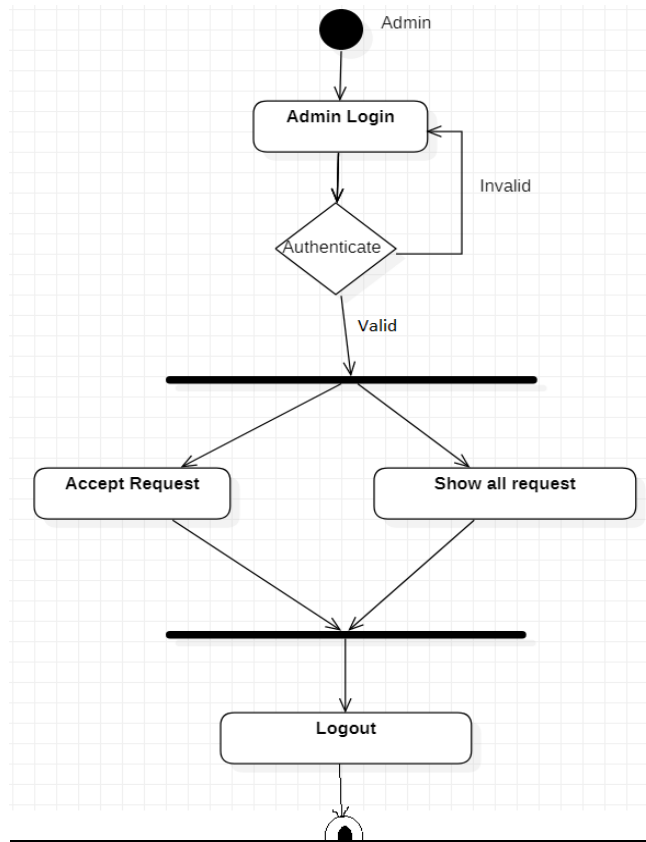 Admin
Admin Login
Invalid
Authenticate
Valid
Accept Request
Show all request
Logout